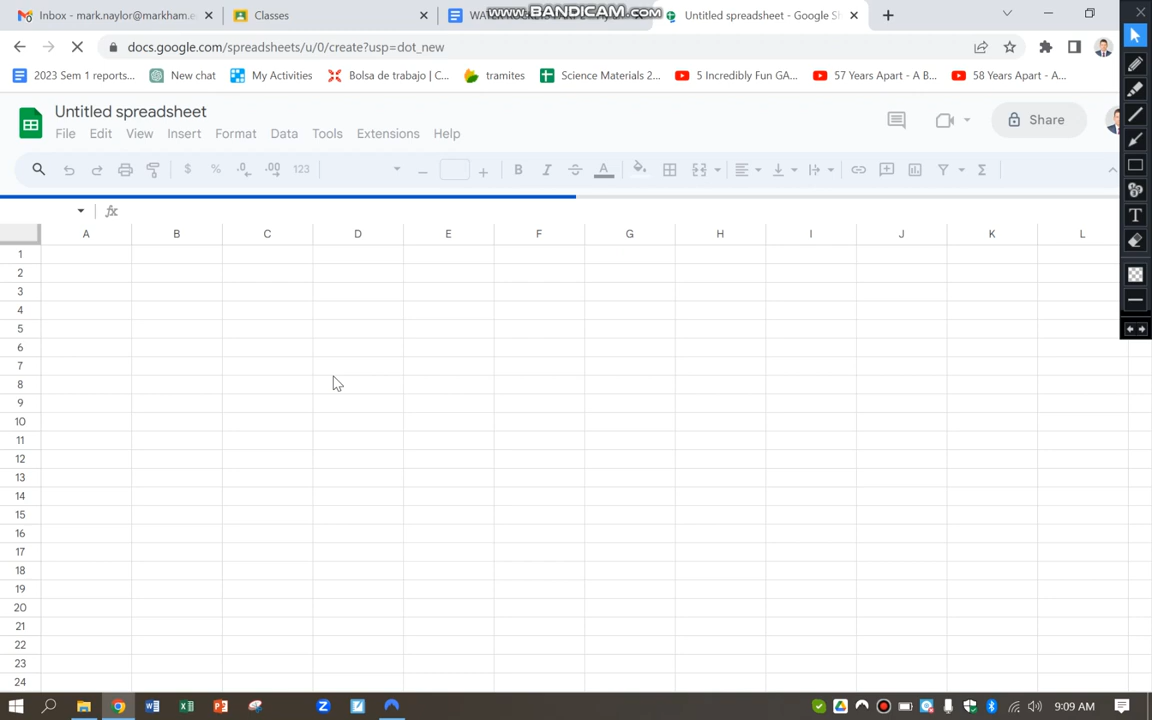 Inbox - mark.naylor@markham.e
Classes
www.BANDICAM.com
Untitled spreadsheet - Google S
docs.google.com/spreadsheets/u/0/create?usp=dot_new
2023 Sem 1 reports...
New chat
My Activities
Bolsa de trabajo | C...
tramites
Science Materials 2...
5 Incredibly Fun GA...
57 Years Apart - A B...
58 Years Apart - A...
Untitled spreadsheet
File Edit View Insert Format Data Tools Extensions Help
Share
$ % .0 .00 123 B I A Σ
fx
A B C D E F G H I J K L
1
2
3
4
5
6
7
8
9
10
11
12
13
14
15
16
17
18
19
20
21
22
23
24
9:09 AM